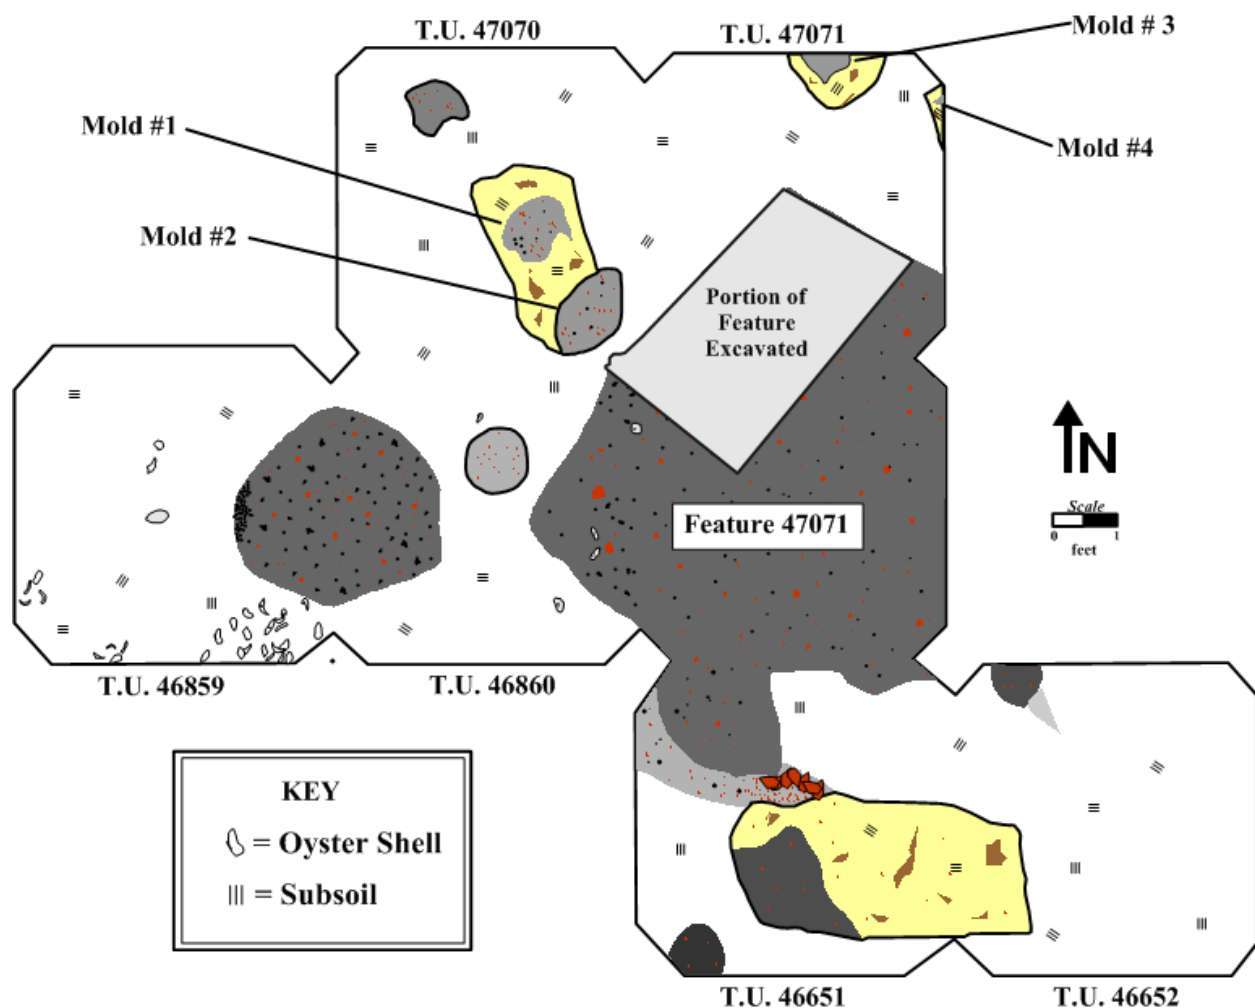 T.U. 47070
T.U. 47071
Mold # 3
Mold #1
Mold #4
Mold #2
Portion of
Feature
Excavated
Feature 47071
N
Scale
0 1
feet
T.U. 46859
T.U. 46860
KEY
= Oyster Shell
= Subsoil
T.U. 46651
T.U. 46652